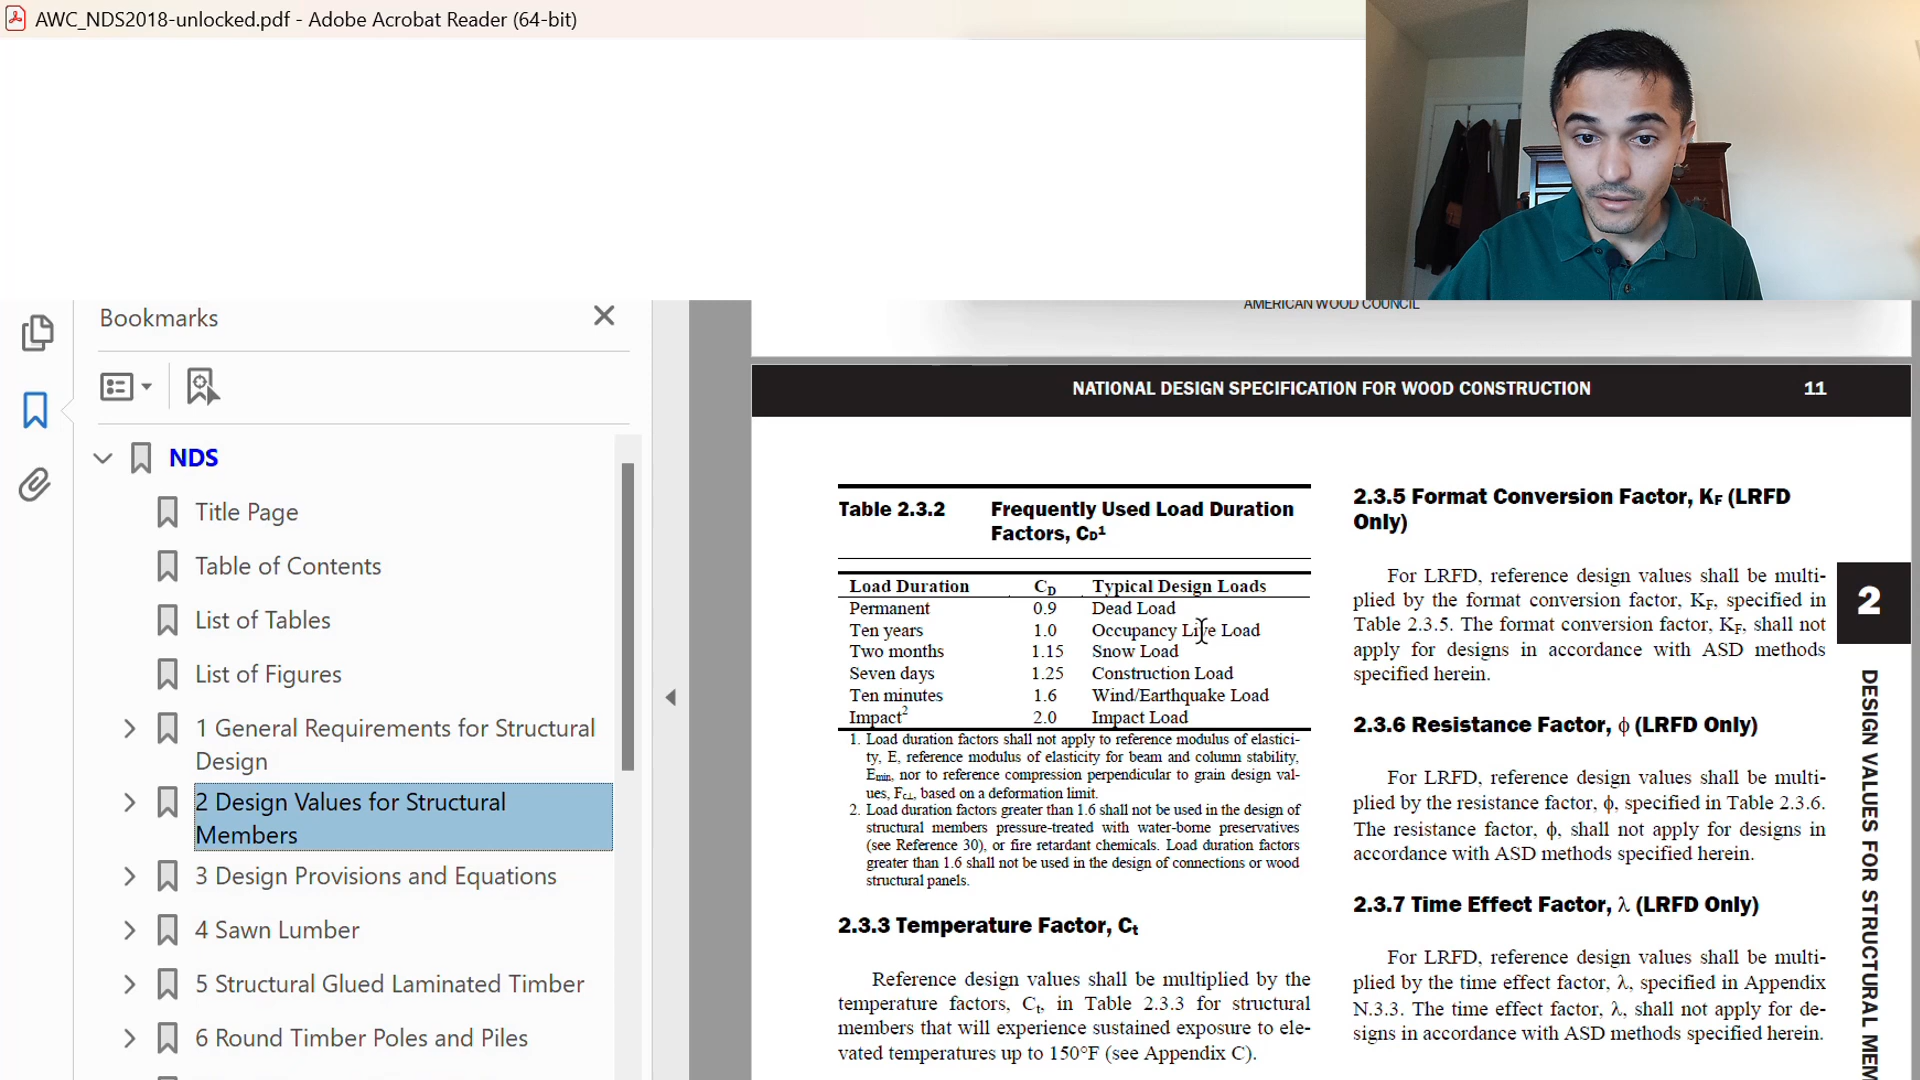 AWC_NDS2018-unlocked.pdf - Adobe Acrobat Reader (64-bit)
Bookmarks
NDS
Title Page
Table of Contents
List of Tables
List of Figures
1 General Requirements for Structural
Design
2 Design Values for Structural
Members
3 Design Provisions and Equations
4 Sawn Lumber
5 Structural Glued Laminated Timber
6 Round Timber Poles and Piles
AMERICAN WOOD COUNCIL
NATIONAL DESIGN SPECIFICATION FOR WOOD CONSTRUCTION 11
Table 2.3.2 Frequently Used Load Duration
Factors, C_D¹
Load Duration C_D Typical Design Loads
Permanent 0.9 Dead Load
Ten years 1.0 Occupancy Live Load
Two months 1.15 Snow Load
Seven days 1.25 Construction Load
Ten minutes 1.6 Wind/Earthquake Load
Impact² 2.0 Impact Load
1. Load duration factors shall not apply to reference modulus of elastici-
ty, E, reference modulus of elasticity for beam and column stability,
E_min, nor to reference compression perpendicular to grain design val-
ues, F_c⊥, based on a deformation limit.
2. Load duration factors greater than 1.6 shall not be used in the design of
structural members pressure-treated with water-borne preservatives
(see Reference 30), or fire retardant chemicals. Load duration factors
greater than 1.6 shall not be used in the design of connections or wood
structural panels.
2.3.3 Temperature Factor, C_t
Reference design values shall be multiplied by the
temperature factors, C_t, in Table 2.3.3 for structural
members that will experience sustained exposure to ele-
vated temperatures up to 150°F (see Appendix C).
2.3.5 Format Conversion Factor, K_F (LRFD
Only)
For LRFD, reference design values shall be multi-
plied by the format conversion factor, K_F, specified in
Table 2.3.5. The format conversion factor, K_F, shall not
apply for designs in accordance with ASD methods
specified herein.
2.3.6 Resistance Factor, ϕ (LRFD Only)
For LRFD, reference design values shall be multi-
plied by the resistance factor, ϕ, specified in Table 2.3.6.
The resistance factor, ϕ, shall not apply for designs in
accordance with ASD methods specified herein.
2.3.7 Time Effect Factor, λ (LRFD Only)
For LRFD, reference design values shall be multi-
plied by the time effect factor, λ, specified in Appendix
N.3.3. The time effect factor, λ, shall not apply for de-
signs in accordance with ASD methods specified herein.
2
DESIGN VALUES FOR STRUCTURAL MEM